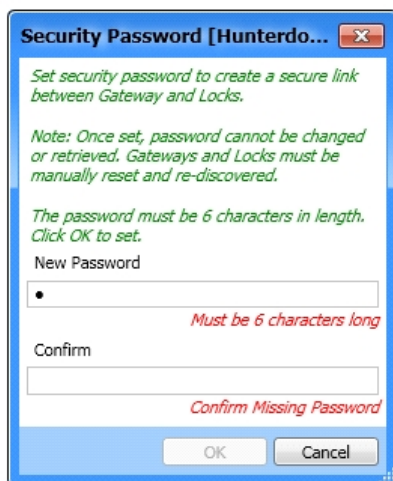 Security Password [Hunterdo...
Set security password to create a secure link
between Gateway and Locks.
Note: Once set, password cannot be changed
or retrieved. Gateways and Locks must be
manually reset and re-discovered.
The password must be 6 characters in length.
Click OK to set.
New Password
●
Must be 6 characters long
Confirm
Confirm Missing Password
OK
Cancel